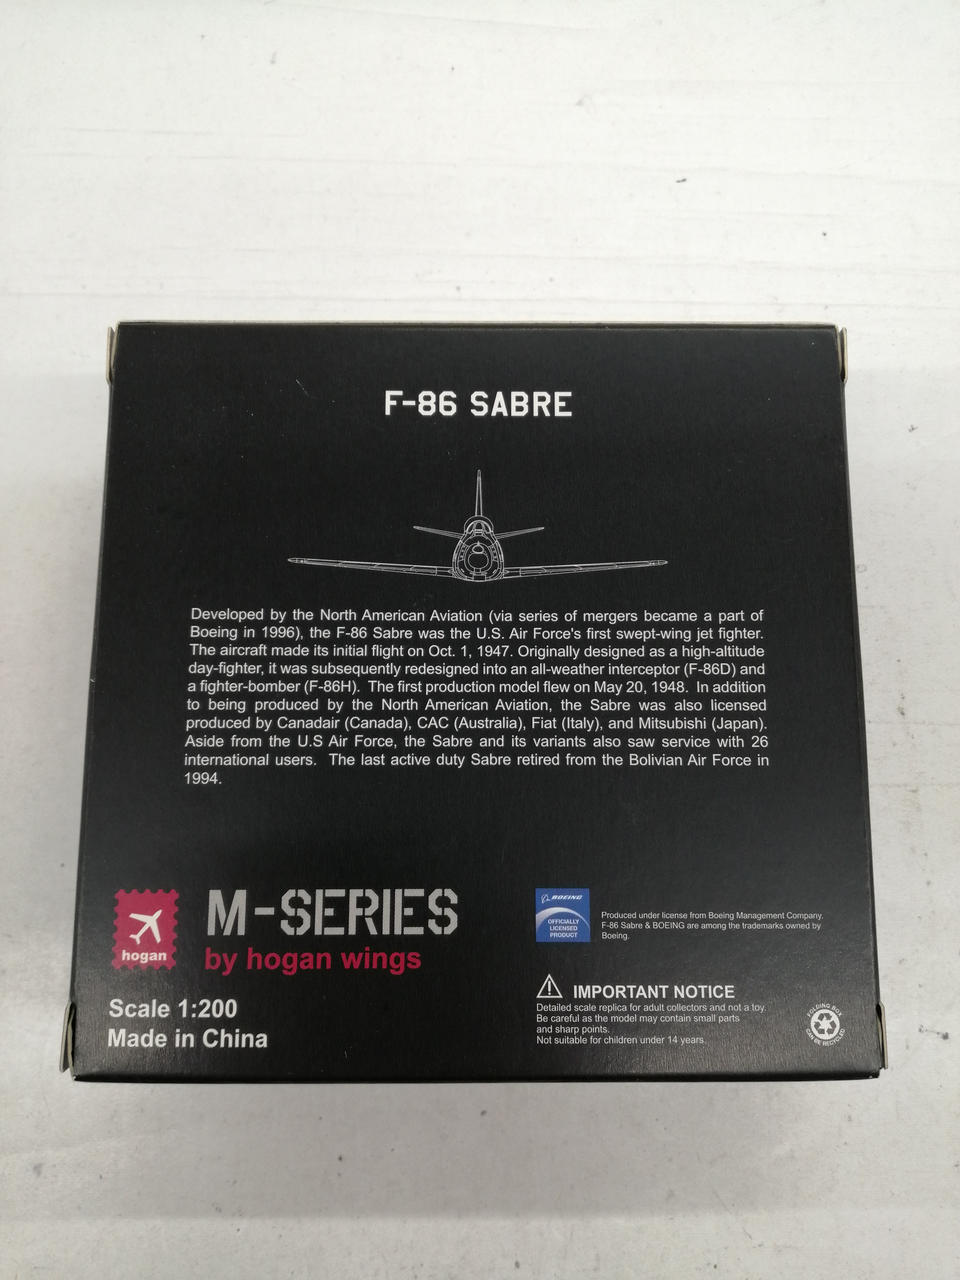 F-86 SABRE
Developed by the North American Aviation (via series of mergers became a part of
Boeing in 1996), the F-86 Sabre was the U.S. Air Force's first swept-wing jet fighter.
The aircraft made its initial flight on Oct. 1, 1947. Originally designed as a high-altitude
day-fighter, it was subsequently redesigned into an all-weather interceptor (F-86D) and
a fighter-bomber (F-86H). The first production model flew on May 20, 1948. In addition
to being produced by the North American Aviation, the Sabre was also licensed
produced by Canadair (Canada), CAC (Australia), Fiat (Italy), and Mitsubishi (Japan).
Aside from the U.S Air Force, the Sabre and its variants also saw service with 26
international users. The last active duty Sabre retired from the Bolivian Air Force in
1994.
hogan
M-SERIES
by hogan wings
Scale 1:200
Made in China
BOEING
OFFICIALLY
LICENSED
PRODUCT
Produced under license from Boeing Management Company.
F-86 Sabre & BOEING are among the trademarks owned by
Boeing.
IMPORTANT NOTICE
Detailed scale replica for adult collectors and not a toy.
Be careful as the model may contain small parts
and sharp points.
Not suitable for children under 14 years.
FOLDING BOX
CAN BE RECYCLED